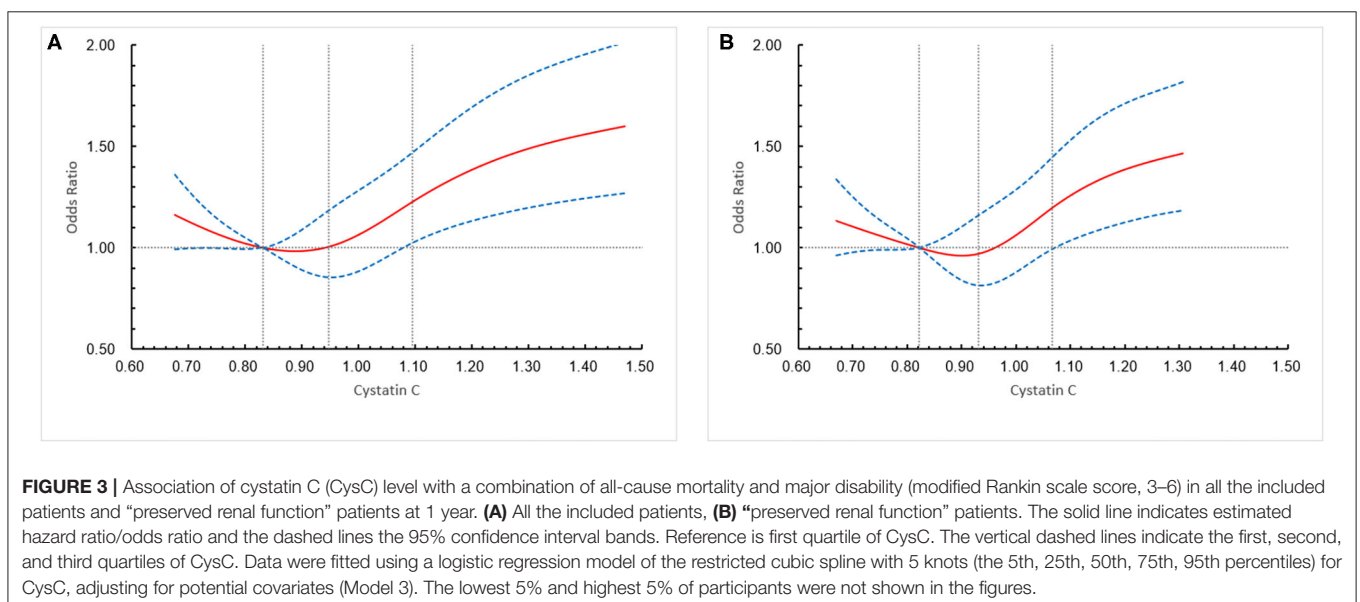 A
2.00
1.50
1.00
0.50
Odds Ratio
0.60 0.70 0.80 0.90 1.00 1.10 1.20 1.30 1.40 1.50
Cystatin C
B
2.00
1.50
1.00
0.50
Odds Ratio
0.60 0.70 0.80 0.90 1.00 1.10 1.20 1.30 1.40 1.50
Cystatin C
FIGURE 3 | Association of cystatin C (CysC) level with a combination of all-cause mortality and major disability (modified Rankin scale score, 3–6) in all the included
patients and “preserved renal function” patients at 1 year. (A) All the included patients, (B) “preserved renal function” patients. The solid line indicates estimated
hazard ratio/odds ratio and the dashed lines the 95% confidence interval bands. Reference is first quartile of CysC. The vertical dashed lines indicate the first, second,
and third quartiles of CysC. Data were fitted using a logistic regression model of the restricted cubic spline with 5 knots (the 5th, 25th, 50th, 75th, 95th percentiles) for
CysC, adjusting for potential covariates (Model 3). The lowest 5% and highest 5% of participants were not shown in the figures.